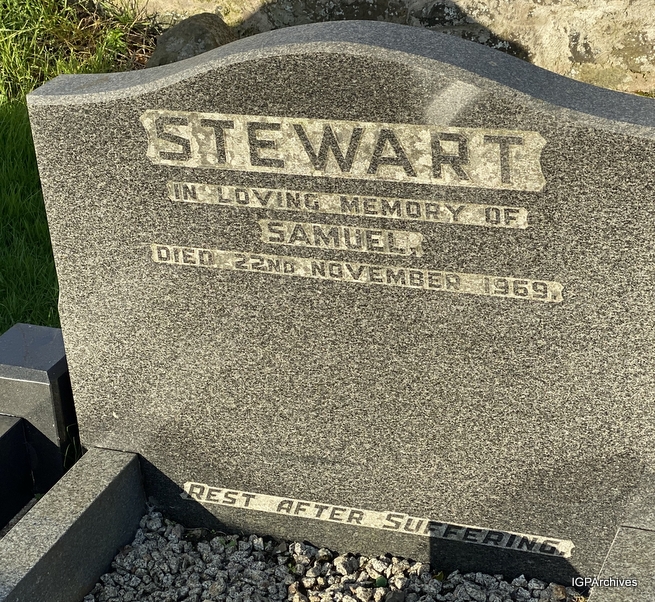 STEWART
IN LOVING MEMORY OF
SAMUEL,
DIED 22ND NOVEMBER 1969.
REST AFTER SUFFERING.
IGPArchives